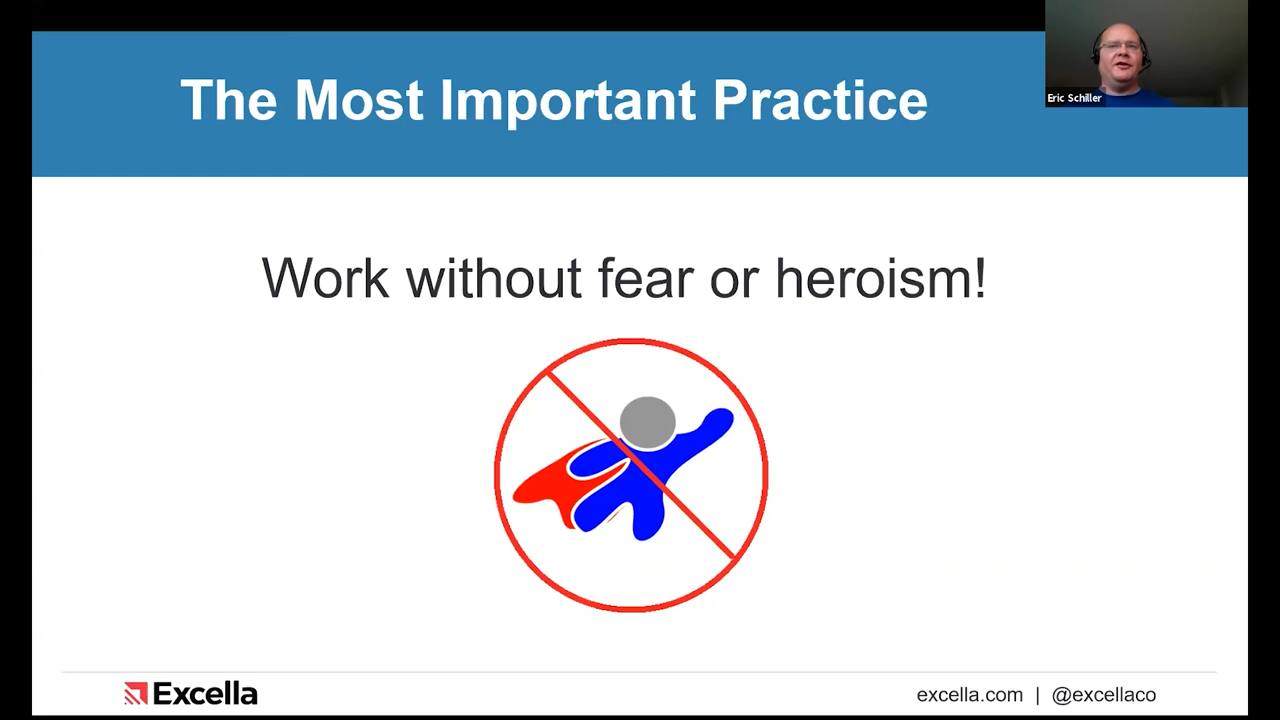 The Most Important Practice
Eric Schiller
Work without fear or heroism!
Excella
excella.com | @excellaco